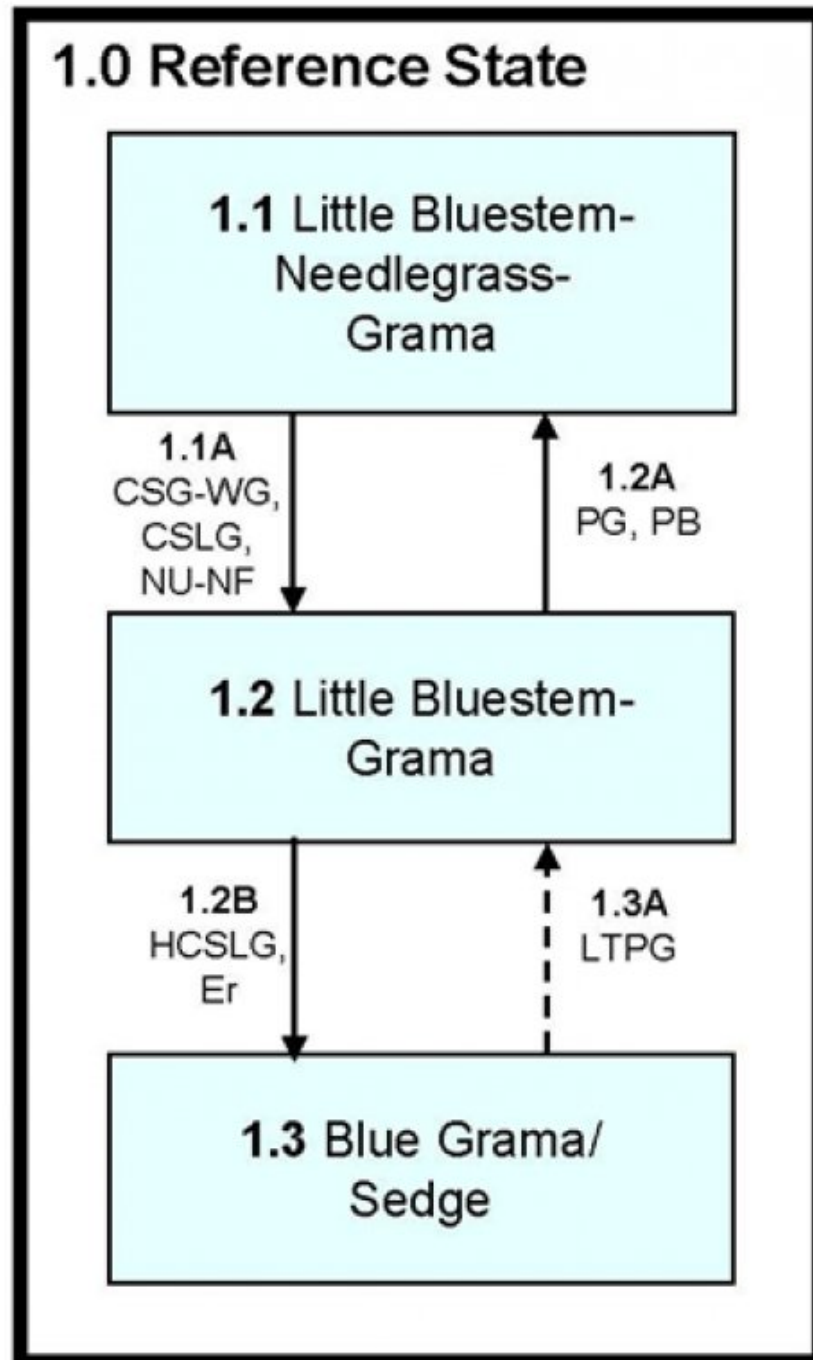 1.0 Reference State
1.1 Little Bluestem-
Needlegrass-
Grama
1.1A
CSG-WG,
CSLG,
NU-NF
1.2A
PG, PB
1.2 Little Bluestem-
Grama
1.2B
HCSLG,
Er
1.3A
LTPG
1.3 Blue Grama/
Sedge